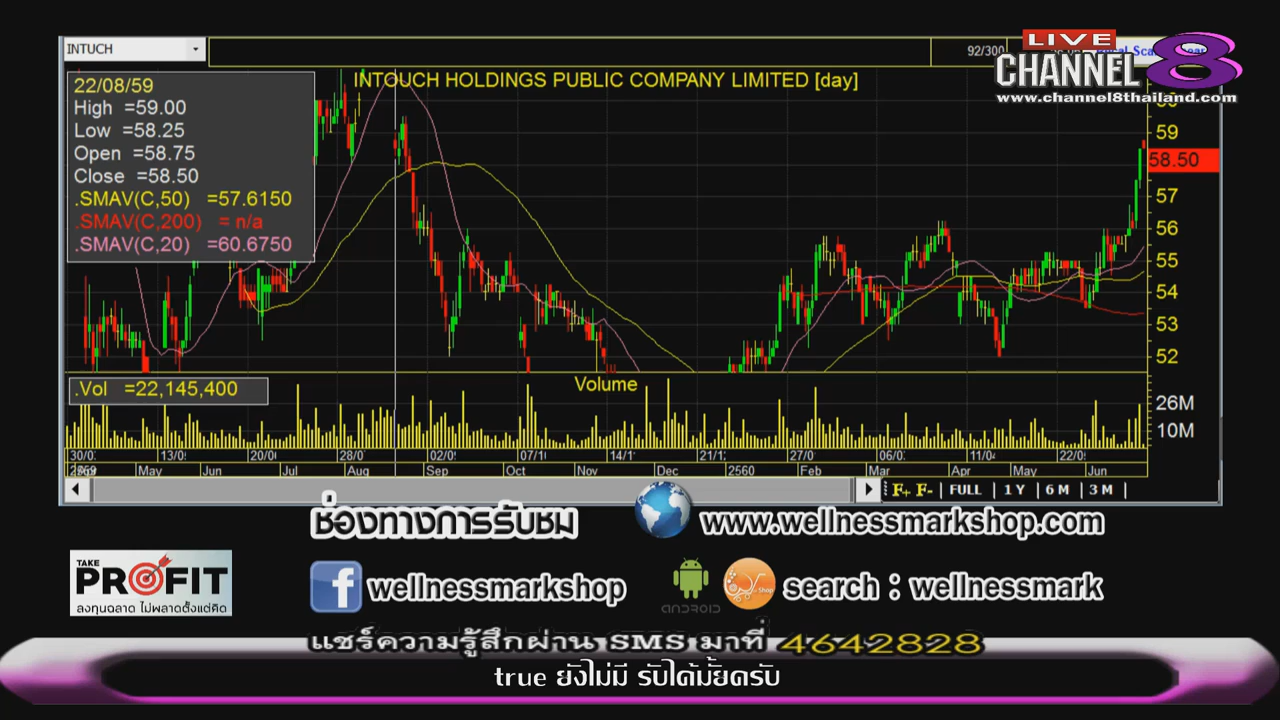 INTUCH
92/300
LIVE
CHANNEL 8
www.channel8thailand.com
INTOUCH HOLDINGS PUBLIC COMPANY LIMITED [day]
22/08/59
High =59.00
Low =58.25
Open =58.75
Close =58.50
.SMAV(C,50) =57.6150
.SMAV(C,200) = n/a
.SMAV(C,20) =60.6750
59
58.50
57
56
55
54
53
52
.Vol =22,145,400
Volume
26M
10M
30/0 13/0 20/0 28/0 02/0 07/1 14/1 21/1 27/0 06/0 11/0 22/0
May Jun Jul Aug Sep Oct Nov Dec 2560 Feb Mar Apr May Jun
F+ F- FULL 1 Y 6 M 3 M
ช่องทางการรับชม
www.wellnessmarkshop.com
TAKE
PROFIT
ลงทุนฉลาด ไม่พลาดตั้งแต่คิด
wellnessmarkshop
android
Shop
search : wellnessmark
แชร์ความรู้สึกผ่าน SMS มาที่ 4642828
true ยังไม่มี รับได้มั้ยครับ